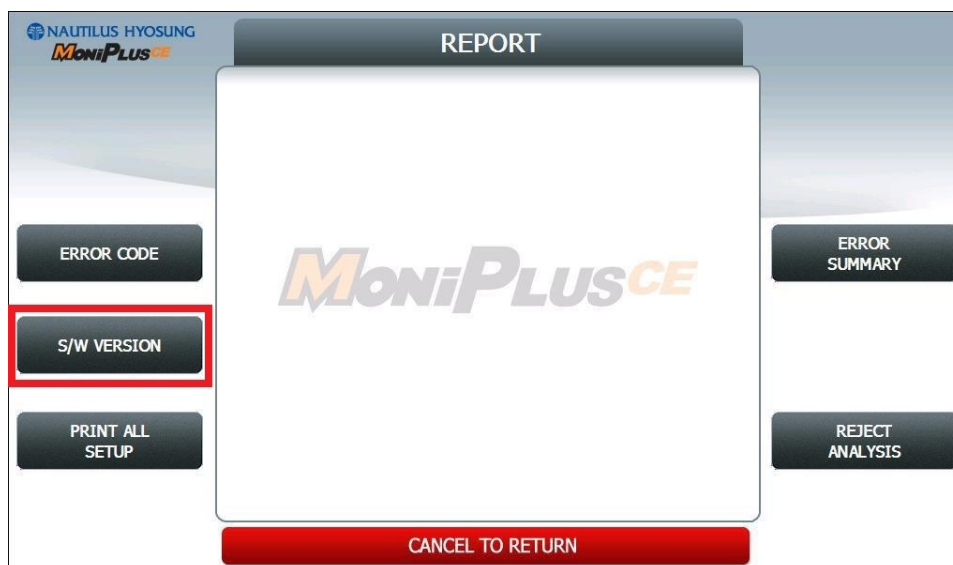 NAUTILUS HYOSUNG
MoniPlusCE
REPORT
ERROR CODE
ERROR
SUMMARY
MoniPlusCE
S/W VERSION
PRINT ALL
SETUP
REJECT
ANALYSIS
CANCEL TO RETURN